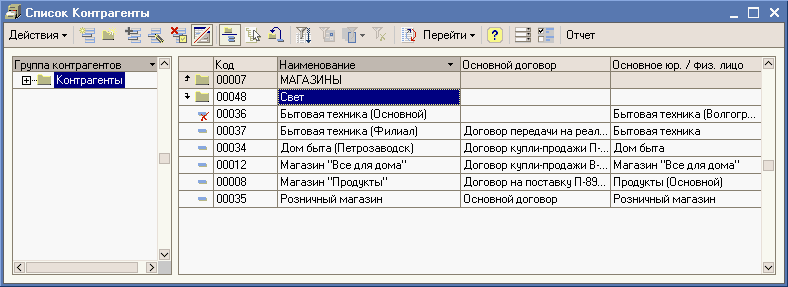 Список Контрагенты
Действия Перейти ? Отчет
Группа контрагентов
Контрагенты
Код Наименование Основной договор Основное юр. / физ. лицо
00007 МАГАЗИНЫ
00048 Свет
00036 Бытовая техника (Основной) Бытовая техника (Волгогр...
00037 Бытовая техника (Филиал) Договор передачи на реал... Бытовая техника
00034 Дом быта (Петрозаводск) Договор купли-продажи П-... Дом быта
00012 Магазин "Все для дома" Договор купли-продажи В-... Магазин "Все для дома"
00008 Магазин "Продукты" Договор на поставку П-89... Продукты (Основной)
00035 Розничный магазин Основной договор Розничный магазин